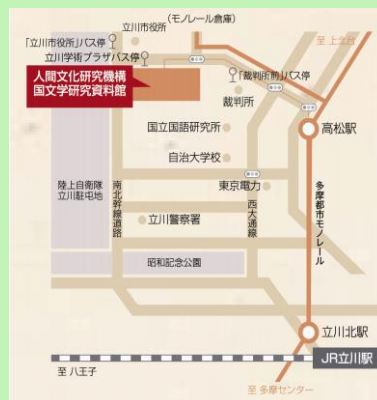 (モノレール倉庫)
立川市役所
「立川市役所」バス停
立川学術プラザバス停
至 上北台
人間文化研究機構
国文学研究資料館
「裁判所前」バス停
裁判所
高松駅
国立国語研究所
自治大学校
東京電力
陸上自衛隊
立川駐屯地
南北幹線道路
西大通線
多摩都市モノレール
立川警察署
昭和記念公園
立川北駅
JR立川駅
至 八王子
至 多摩センター